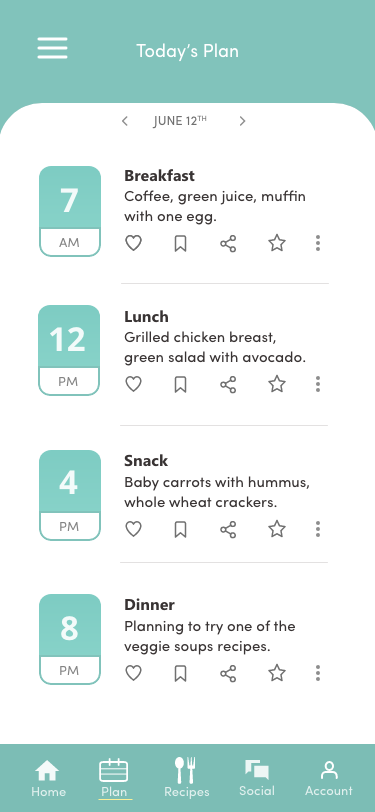 Today's Plan
JUNE 12TH
7
AM
Breakfast
Coffee, green juice, muffin
with one egg.
12
PM
Lunch
Grilled chicken breast,
green salad with avocado.
4
PM
Snack
Baby carrots with hummus,
whole wheat crackers.
8
PM
Dinner
Planning to try one of the
veggie soups recipes.
Home Plan Recipes Social Account